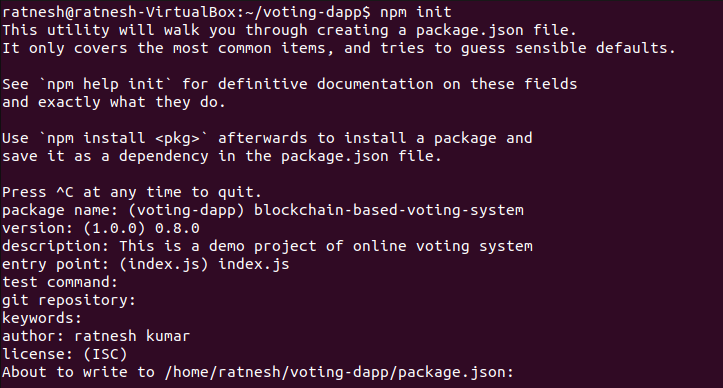 ratnesh@ratnesh-VirtualBox:~/voting-dapp$ npm init
This utility will walk you through creating a package.json file.
It only covers the most common items, and tries to guess sensible defaults.
See `npm help init` for definitive documentation on these fields
and exactly what they do.
Use `npm install <pkg>` afterwards to install a package and
save it as a dependency in the package.json file.
Press ^C at any time to quit.
package name: (voting-dapp) blockchain-based-voting-system
version: (1.0.0) 0.8.0
description: This is a demo project of online voting system
entry point: (index.js) index.js
test command:
git repository:
keywords:
author: ratnesh kumar
license: (ISC)
About to write to /home/ratnesh/voting-dapp/package.json: